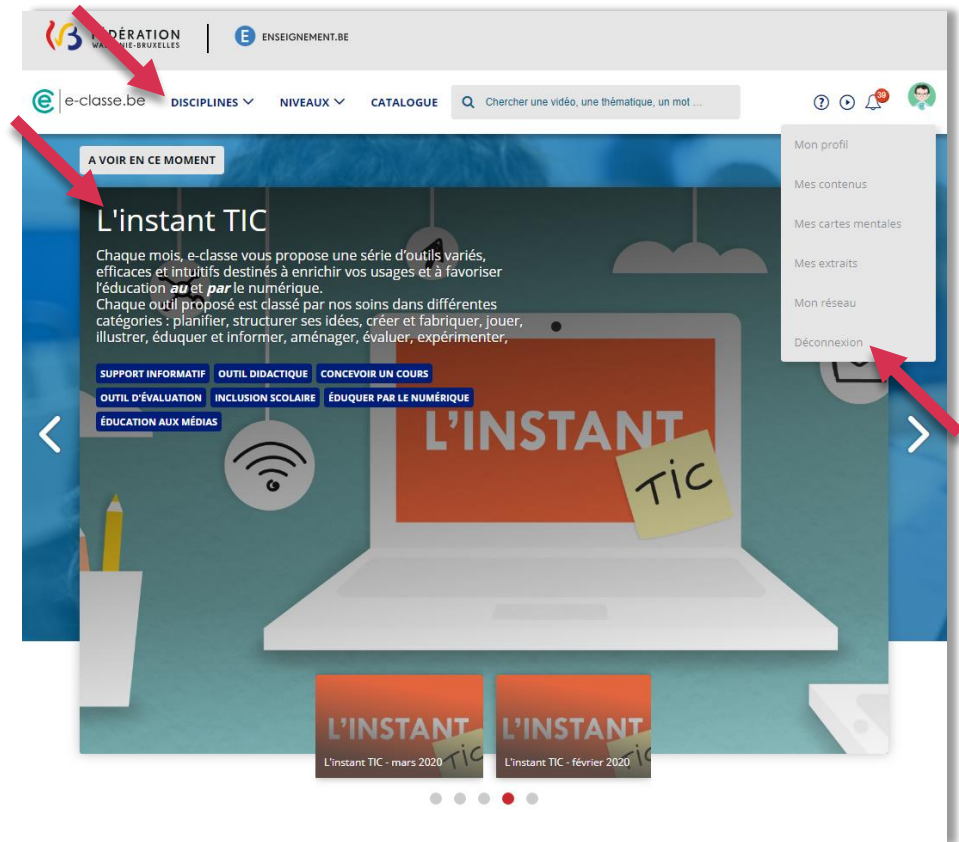 FÉDÉRATION
WALLONIE-BRUXELLES
E ENSEIGNEMENT.BE
e e-classe.be DISCIPLINES NIVEAUX CATALOGUE Chercher une vidéo, une thématique, un mot ... 39
Mon profil
Mes contenus
Mes cartes mentales
Mes extraits
Mon réseau
Déconnexion
A VOIR EN CE MOMENT
L'instant TIC
Chaque mois, e-classe vous propose une série d'outils variés,
efficaces et intuitifs destinés à enrichir vos usages et à favoriser
l'éducation au et par le numérique.
Chaque outil proposé est classé par nos soins dans différentes
catégories : planifier, structurer ses idées, créer et fabriquer, jouer,
illustrer, éduquer et informer, aménager, évaluer, expérimenter,
SUPPORT INFORMATIF OUTIL DIDACTIQUE CONCEVOIR UN COURS
OUTIL D'ÉVALUATION INCLUSION SCOLAIRE ÉDUQUER PAR LE NUMÉRIQUE
ÉDUCATION AUX MÉDIAS
L'INSTANT
TIC
L'INSTANT
TIC
L'instant TIC - mars 2020
L'INSTANT
TIC
L'instant TIC - février 2020